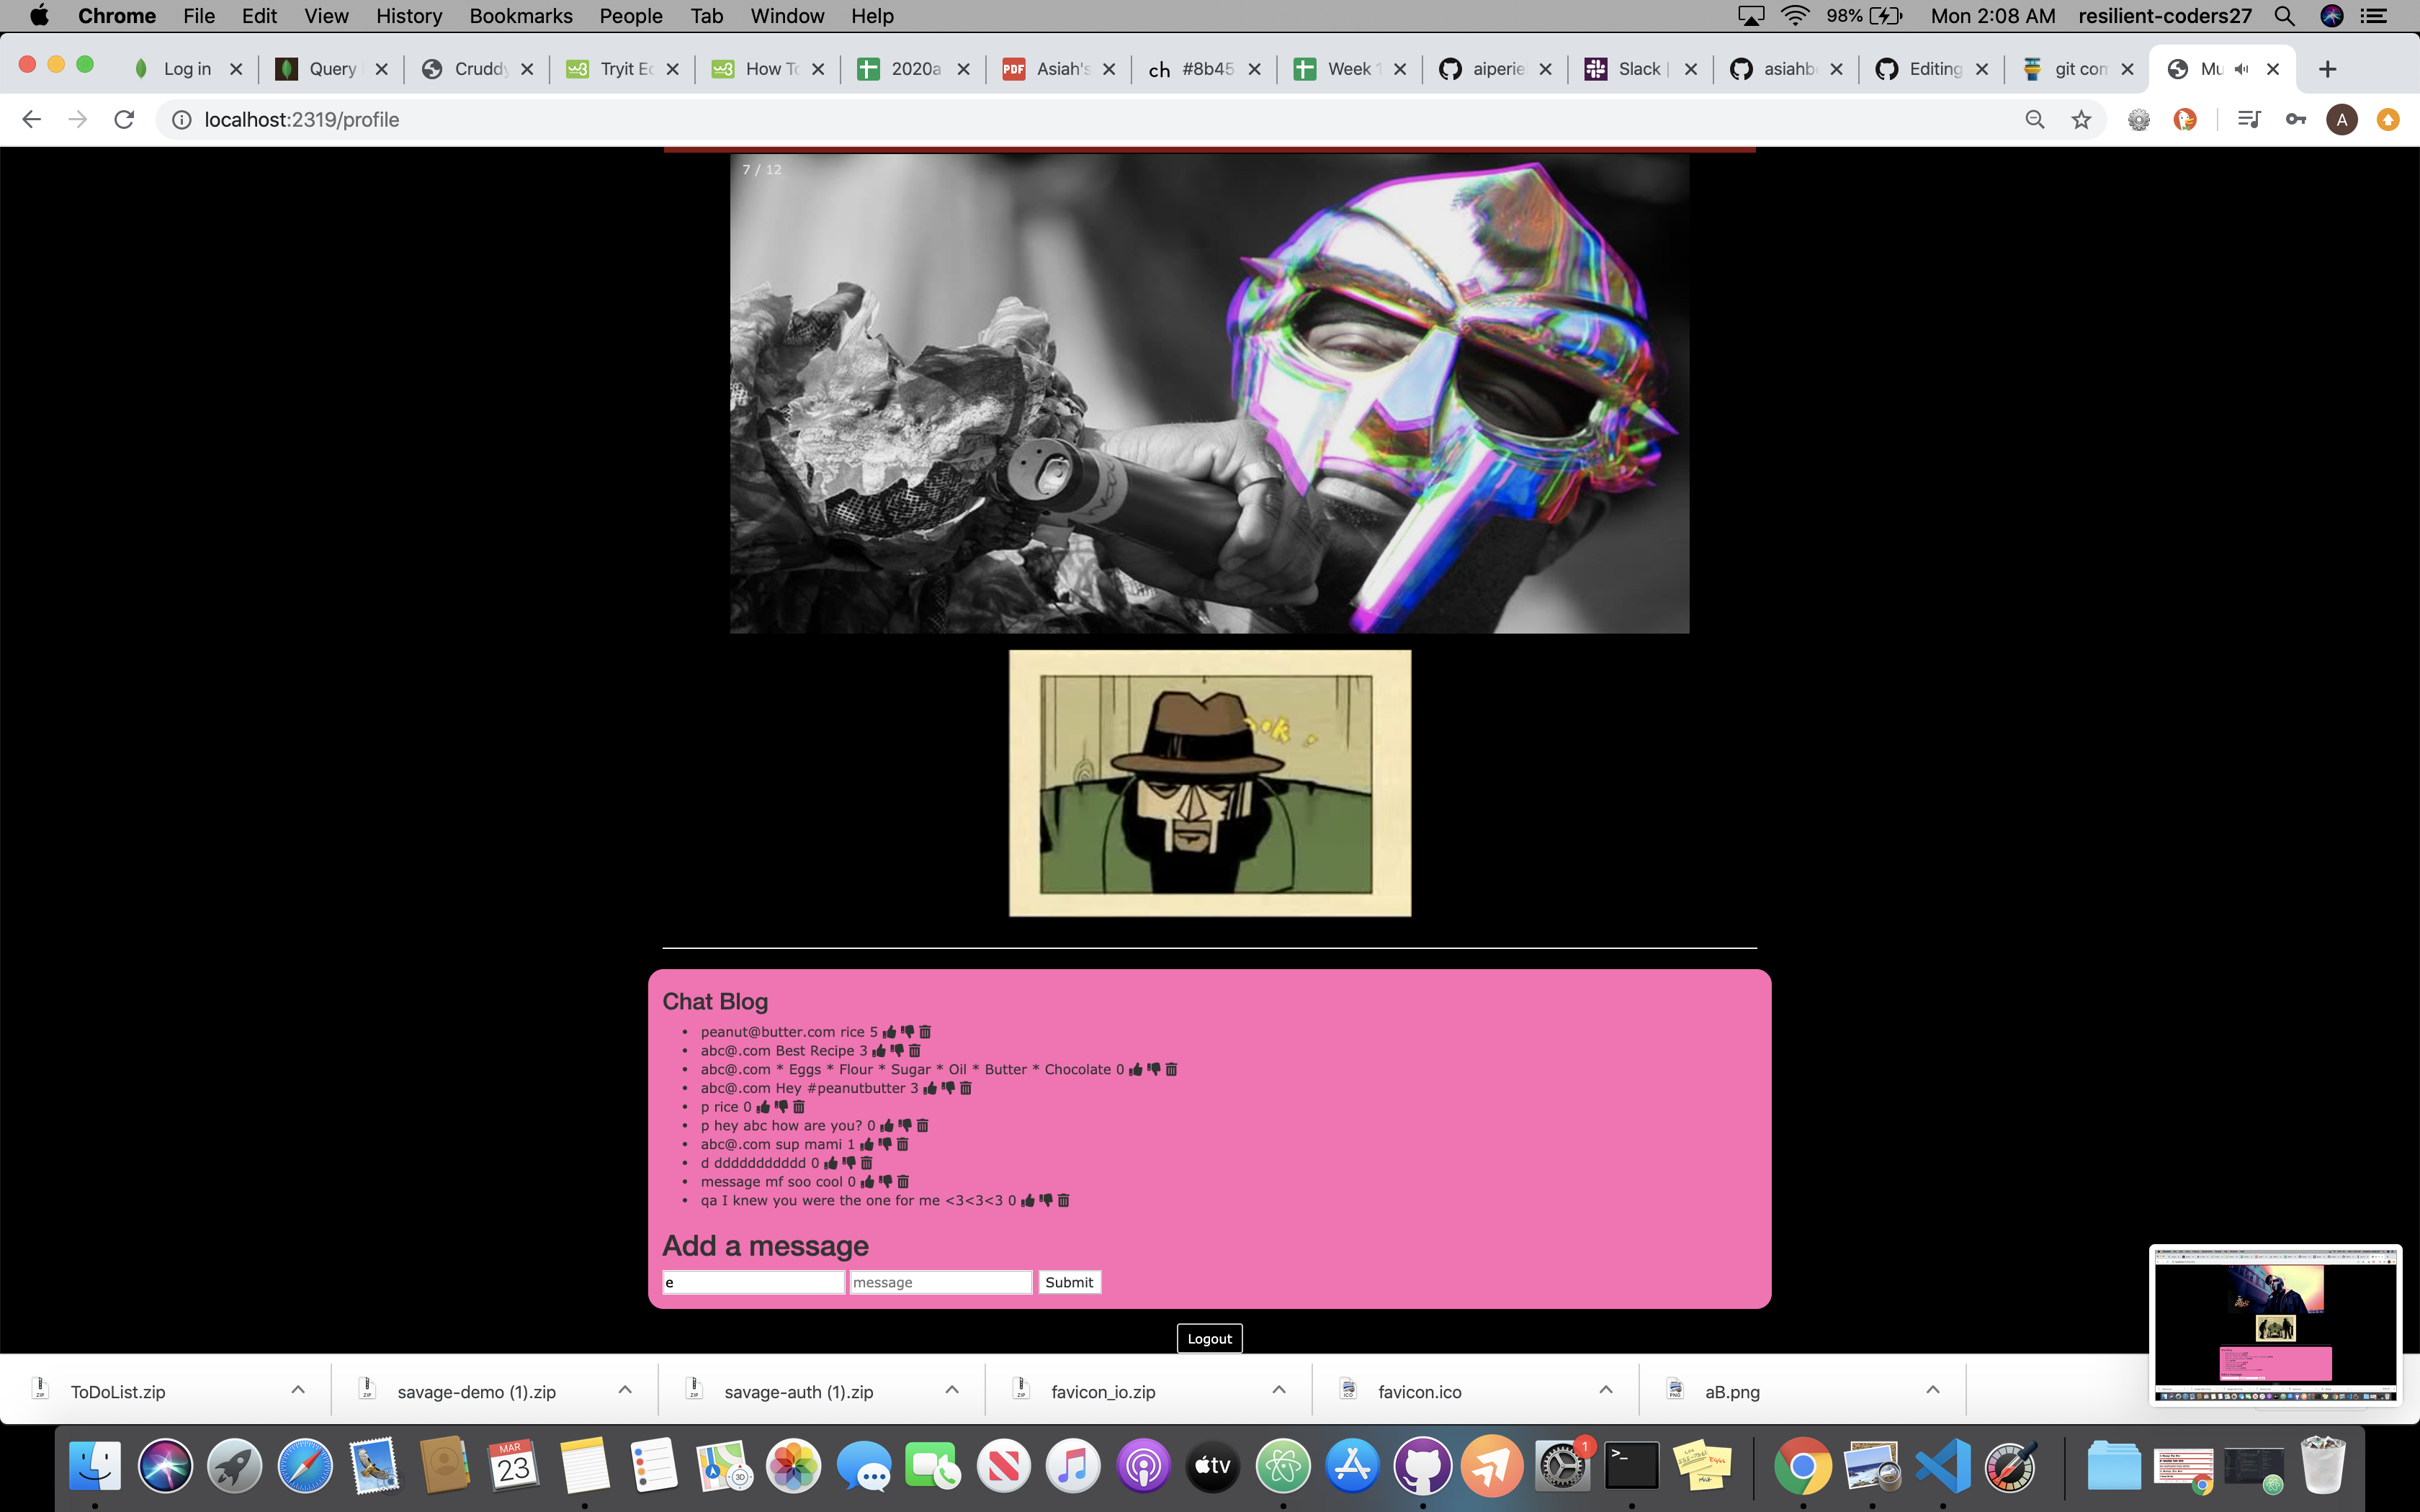 Chrome File Edit View History Bookmarks People Tab Window Help 98% Mon 2:08 AM resilient-coders27
Log in Query Cruddy Tryit Ed How To 2020a Asiah's #8b45 Week 1 aiperie Slack | asiahb Editing git com Mu
localhost:2319/profile A
7 / 12
Chat Blog
• peanut@butter.com rice 5
• abc@.com Best Recipe 3
• abc@.com * Eggs * Flour * Sugar * Oil * Butter * Chocolate 0
• abc@.com Hey #peanutbutter 3
• p rice 0
• p hey abc how are you? 0
• abc@.com sup mami 1
• d ddddddddddd 0
• message mf soo cool 0
• qa I knew you were the one for me <3<3<3 0
Add a message
e message Submit
Logout
ToDoList.zip savage-demo (1).zip savage-auth (1).zip favicon_io.zip favicon.ico aB.png
MAR
23
tv
1